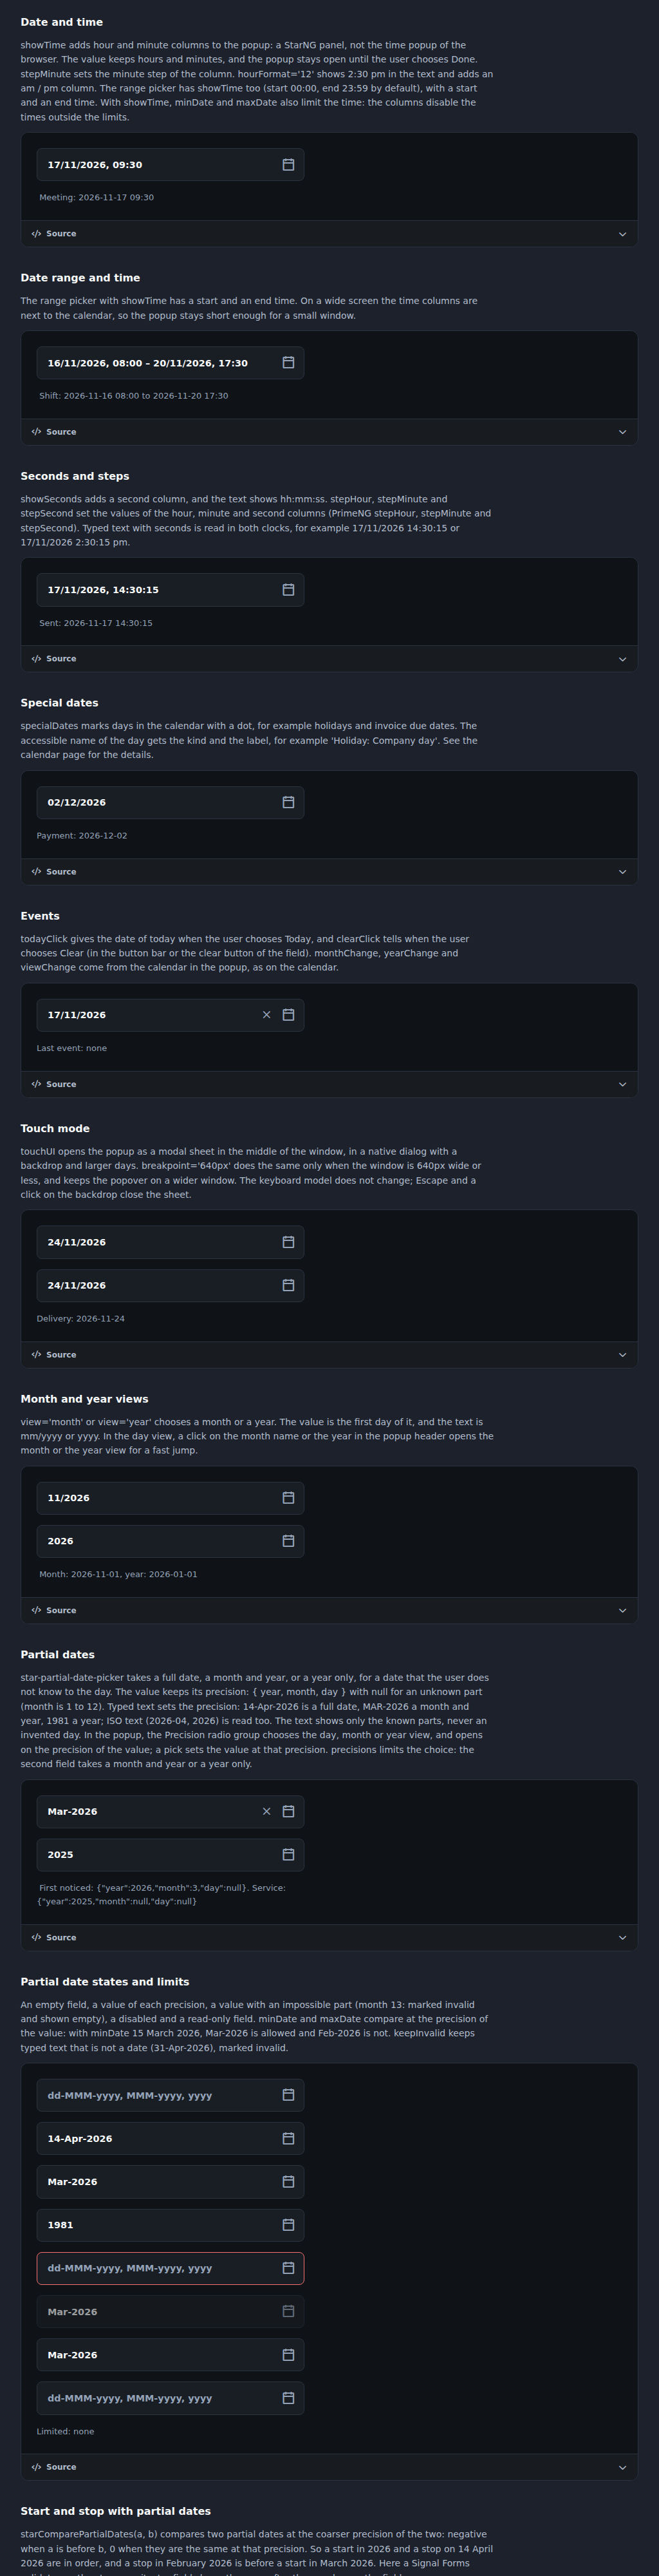 Date and time
showTime adds hour and minute columns to the popup: a StarNG panel, not the time popup of the
browser. The value keeps hours and minutes, and the popup stays open until the user chooses Done.
stepMinute sets the minute step of the column. hourFormat='12' shows 2:30 pm in the text and adds an
am / pm column. The range picker has showTime too (start 00:00, end 23:59 by default), with a start
and an end time. With showTime, minDate and maxDate also limit the time: the columns disable the
times outside the limits.
17/11/2026, 09:30
Meeting: 2026-11-17 09:30
Source
Date range and time
The range picker with showTime has a start and an end time. On a wide screen the time columns are
next to the calendar, so the popup stays short enough for a small window.
16/11/2026, 08:00 – 20/11/2026, 17:30
Shift: 2026-11-16 08:00 to 2026-11-20 17:30
Source
Seconds and steps
showSeconds adds a second column, and the text shows hh:mm:ss. stepHour, stepMinute and
stepSecond set the values of the hour, minute and second columns (PrimeNG stepHour, stepMinute and
stepSecond). Typed text with seconds is read in both clocks, for example 17/11/2026 14:30:15 or
17/11/2026 2:30:15 pm.
17/11/2026, 14:30:15
Sent: 2026-11-17 14:30:15
Source
Special dates
specialDates marks days in the calendar with a dot, for example holidays and invoice due dates. The
accessible name of the day gets the kind and the label, for example 'Holiday: Company day'. See the
calendar page for the details.
02/12/2026
Payment: 2026-12-02
Source
Events
todayClick gives the date of today when the user chooses Today, and clearClick tells when the user
chooses Clear (in the button bar or the clear button of the field). monthChange, yearChange and
viewChange come from the calendar in the popup, as on the calendar.
17/11/2026
Last event: none
Source
Touch mode
touchUI opens the popup as a modal sheet in the middle of the window, in a native dialog with a
backdrop and larger days. breakpoint='640px' does the same only when the window is 640px wide or
less, and keeps the popover on a wider window. The keyboard model does not change; Escape and a
click on the backdrop close the sheet.
24/11/2026
24/11/2026
Delivery: 2026-11-24
Source
Month and year views
view='month' or view='year' chooses a month or a year. The value is the first day of it, and the text is
mm/yyyy or yyyy. In the day view, a click on the month name or the year in the popup header opens the
month or the year view for a fast jump.
11/2026
2026
Month: 2026-11-01, year: 2026-01-01
Source
Partial dates
star-partial-date-picker takes a full date, a month and year, or a year only, for a date that the user does
not know to the day. The value keeps its precision: { year, month, day } with null for an unknown part
(month is 1 to 12). Typed text sets the precision: 14-Apr-2026 is a full date, MAR-2026 a month and
year, 1981 a year; ISO text (2026-04, 2026) is read too. The text shows only the known parts, never an
invented day. In the popup, the Precision radio group chooses the day, month or year view, and opens
on the precision of the value; a pick sets the value at that precision. precisions limits the choice: the
second field takes a month and year or a year only.
Mar-2026
2025
First noticed: {"year":2026,"month":3,"day":null}. Service:
{"year":2025,"month":null,"day":null}
Source
Partial date states and limits
An empty field, a value of each precision, a value with an impossible part (month 13: marked invalid
and shown empty), a disabled and a read-only field. minDate and maxDate compare at the precision of
the value: with minDate 15 March 2026, Mar-2026 is allowed and Feb-2026 is not. keepInvalid keeps
typed text that is not a date (31-Apr-2026), marked invalid.
dd-MMM-yyyy, MMM-yyyy, yyyy
14-Apr-2026
Mar-2026
1981
dd-MMM-yyyy, MMM-yyyy, yyyy
Mar-2026
Mar-2026
dd-MMM-yyyy, MMM-yyyy, yyyy
Limited: none
Source
Start and stop with partial dates
starComparePartialDates(a, b) compares two partial dates at the coarser precision of the two: negative
when a is before b, 0 when they are the same at that precision. So a start in 2026 and a stop on 14 April
2026 are in order, and a stop in February 2026 is before a start in March 2026. Here a Signal Forms